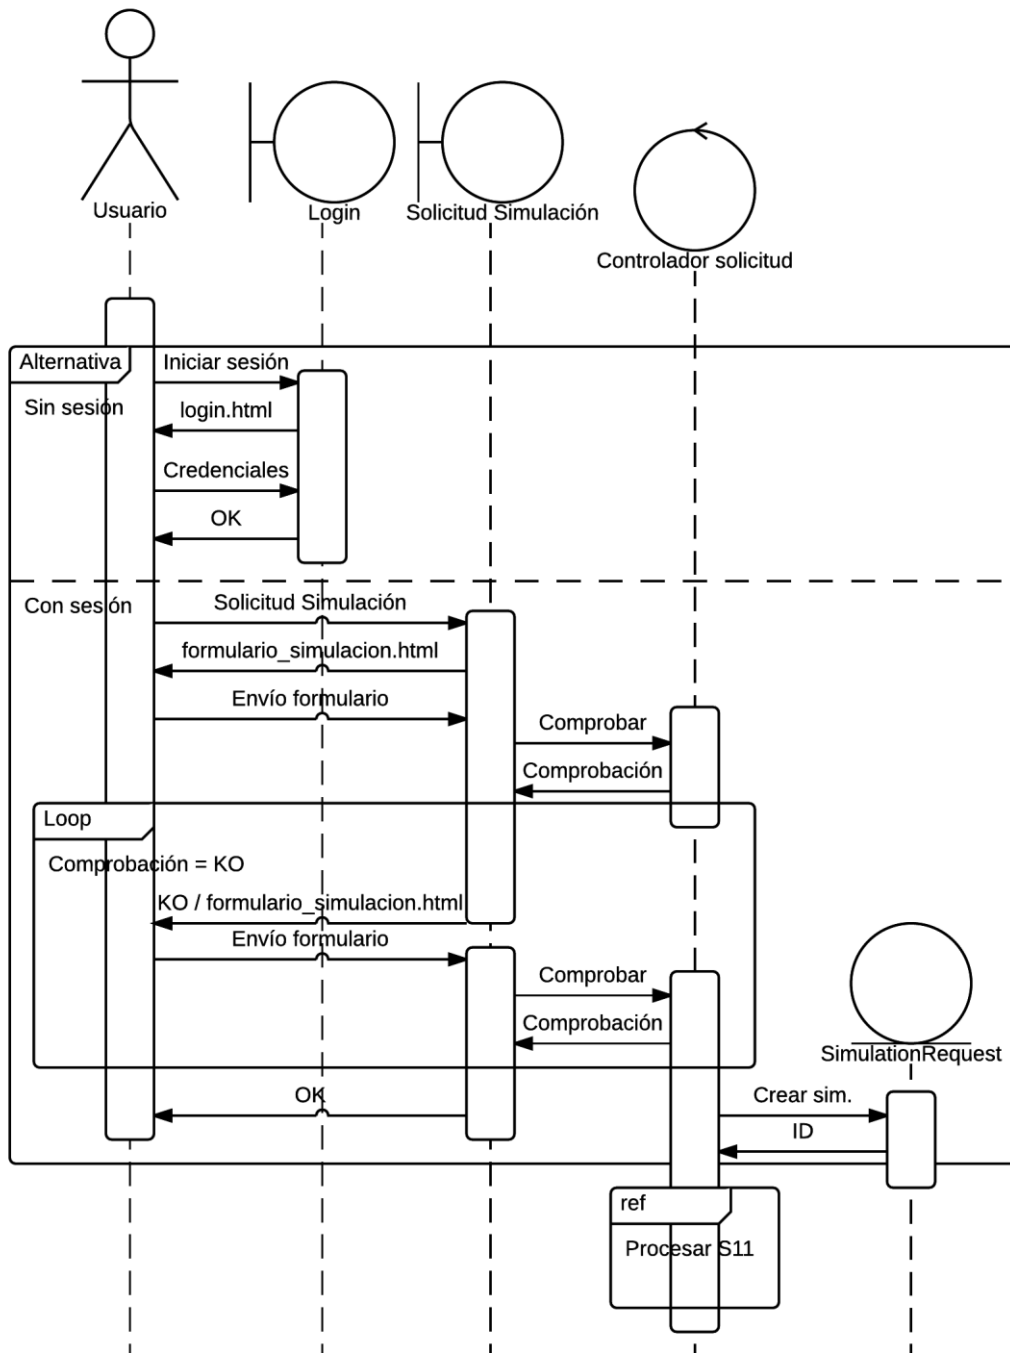 Usuario
Login
Solicitud Simulación
Controlador solicitud
Alternativa
Iniciar sesión
Sin sesión
login.html
Credenciales
OK
Con sesión
Solicitud Simulación
formulario_simulacion.html
Envío formulario
Comprobar
Comprobación
Loop
Comprobación = KO
KO / formulario_simulacion.html
Envío formulario
Comprobar
Comprobación
SimulationRequest
OK
Crear sim.
ID
ref
Procesar S11